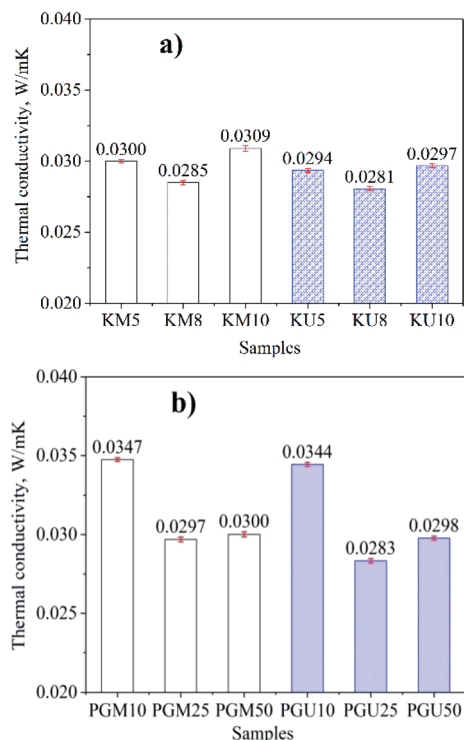 a)
Thermal conductivity, W/mK
0.040
0.035
0.030
0.025
0.020
0.0300
0.0285
0.0309
0.0294
0.0281
0.0297
KM5 KM8 KM10 KU5 KU8 KU10
Samples
b)
Thermal conductivity, W/mK
0.040
0.035
0.030
0.025
0.020
0.0347
0.0297
0.0300
0.0344
0.0283
0.0298
PGM10 PGM25 PGM50 PGU10 PGU25 PGU50
Samples